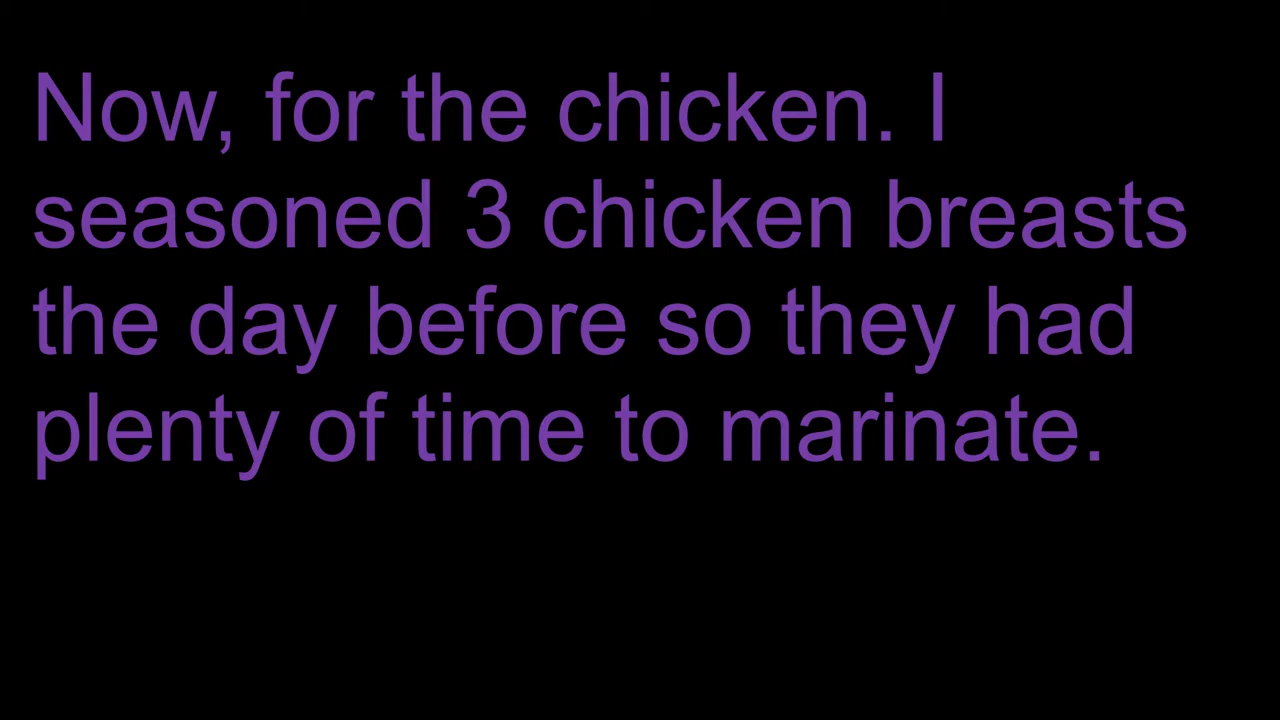 Now, for the chicken. I
seasoned 3 chicken breasts
the day before so they had
plenty of time to marinate.